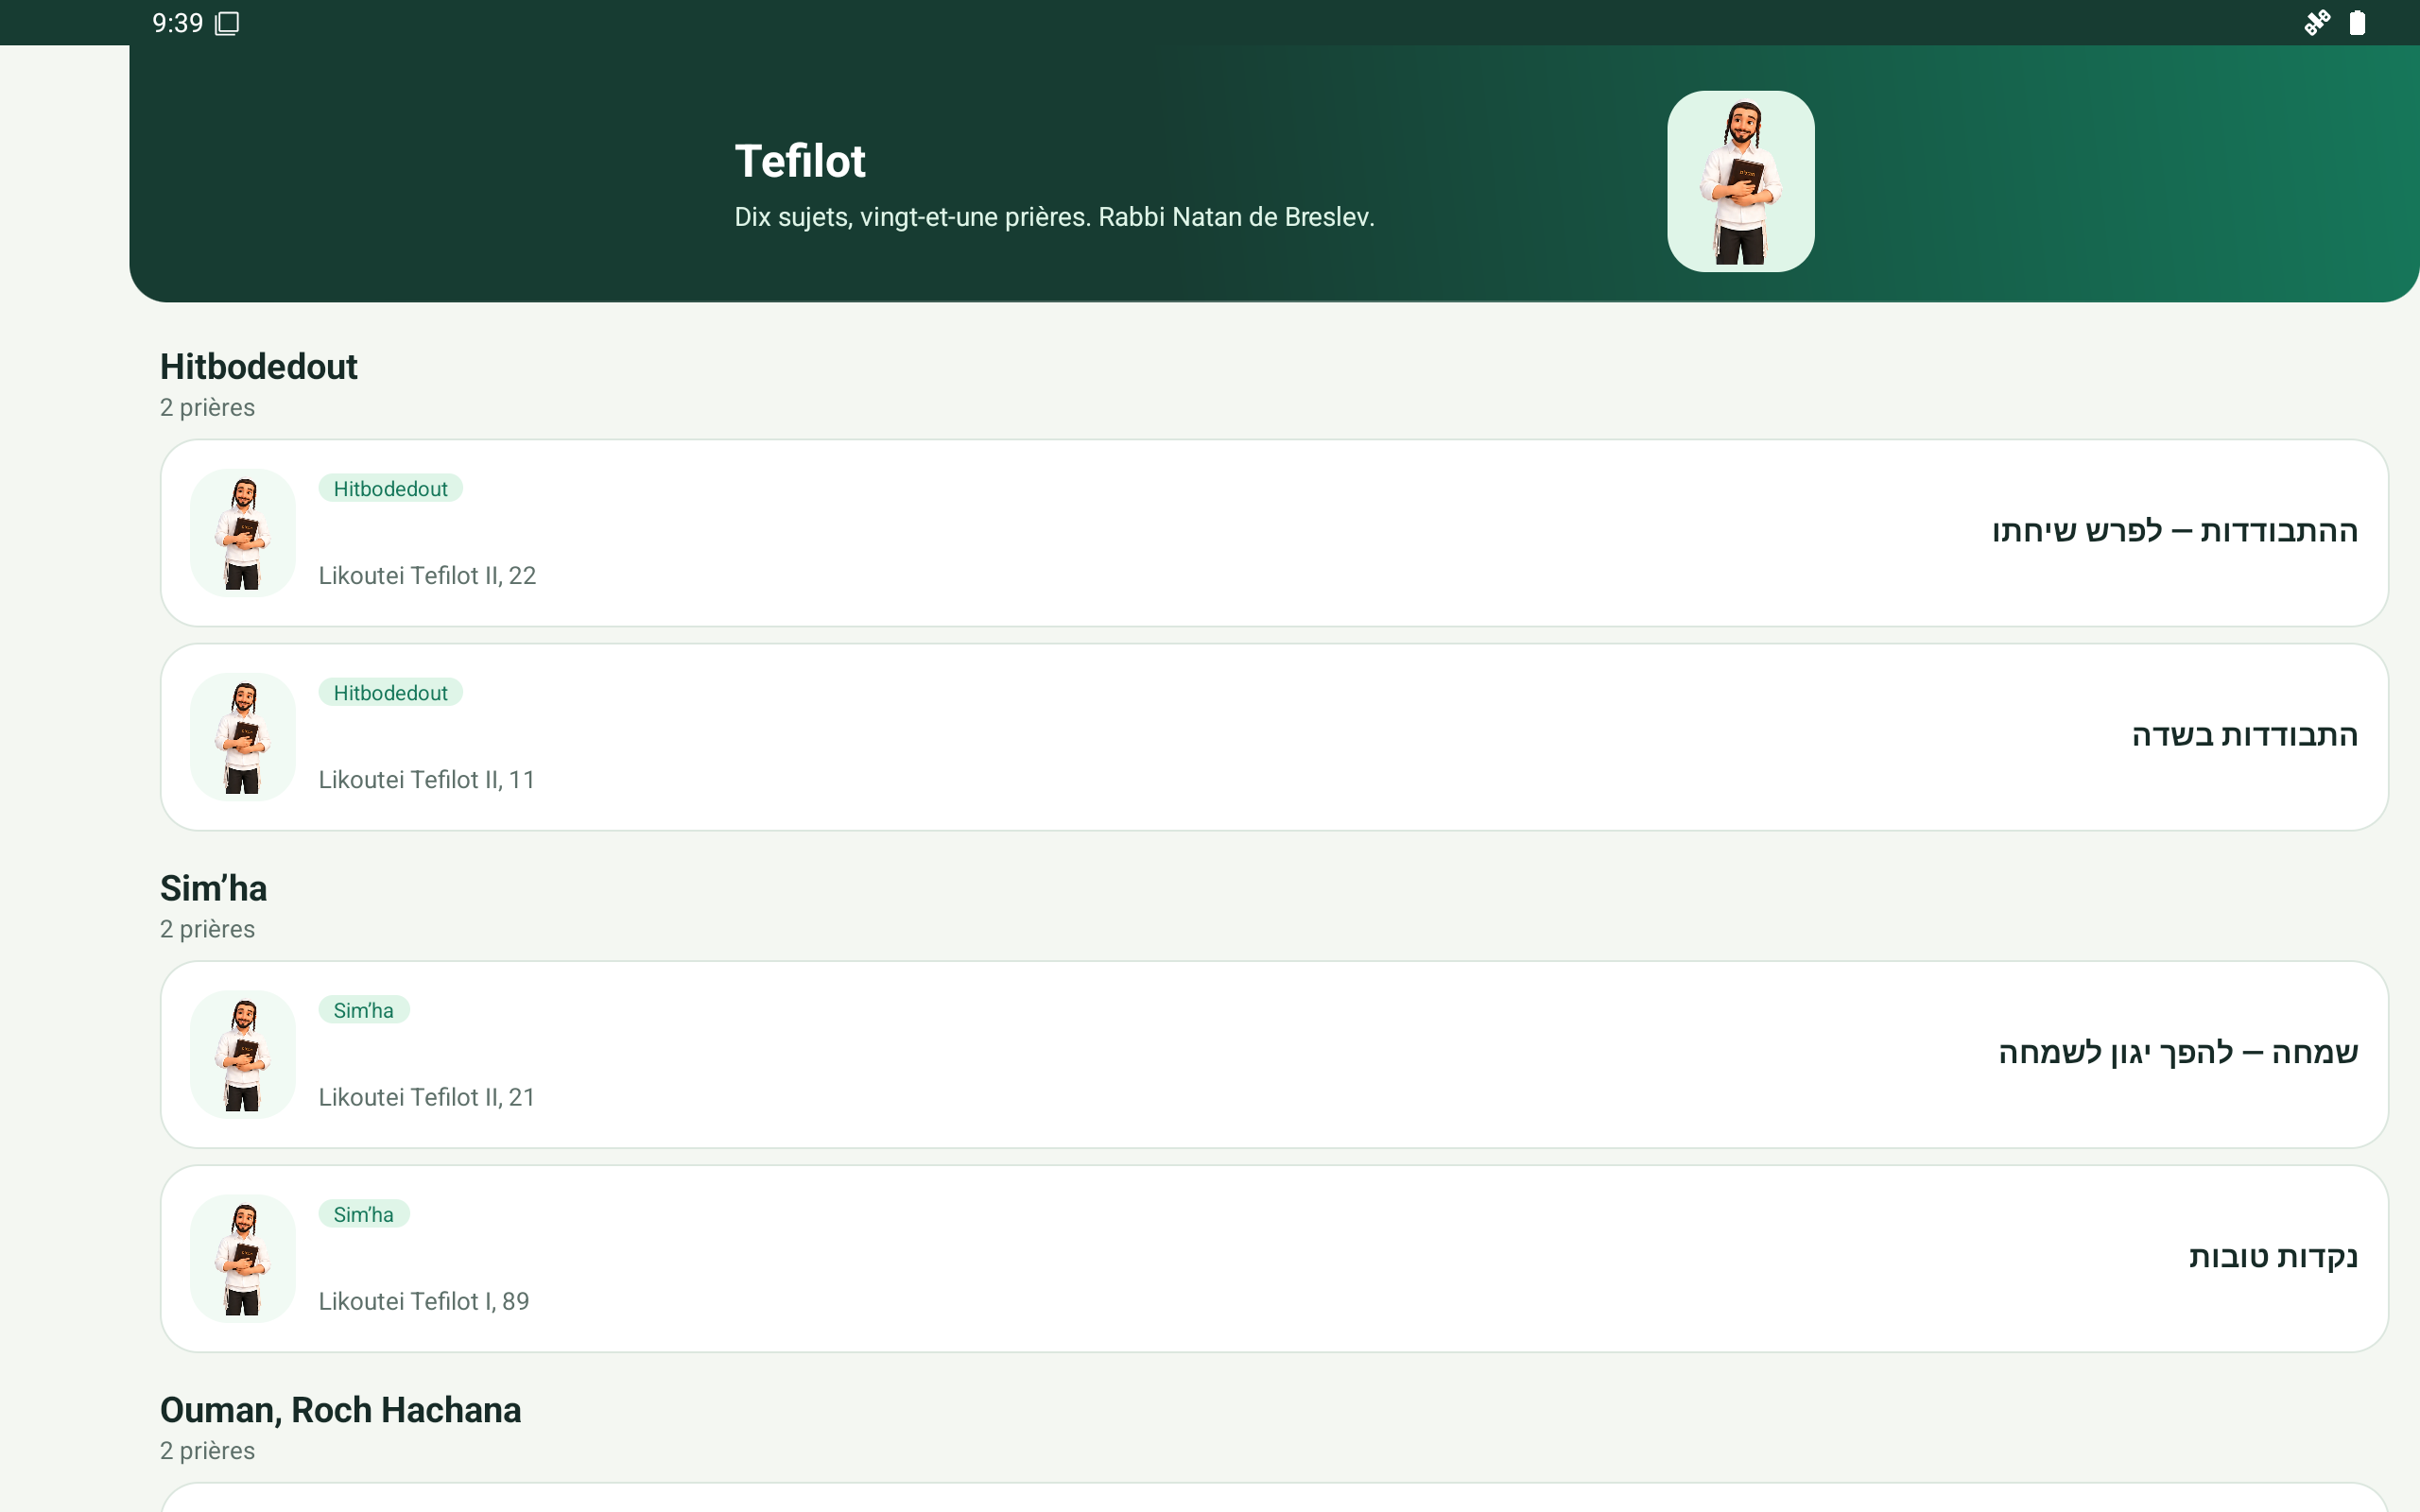 9:39
Tefilot
Dix sujets, vingt-et-une prières. Rabbi Natan de Breslev.
Hitbodedout
2 prières
Hitbodedout
ההתבודדות – לפרש שיחתו
Likoutei Tefilot II, 22
Hitbodedout
התבודדות בשדה
Likoutei Tefilot II, 11
Sim’ha
2 prières
Sim’ha
שמחה – להפך יגון לשמחה
Likoutei Tefilot II, 21
Sim’ha
נקדות טובות
Likoutei Tefilot I, 89
Ouman, Roch Hachana
2 prières